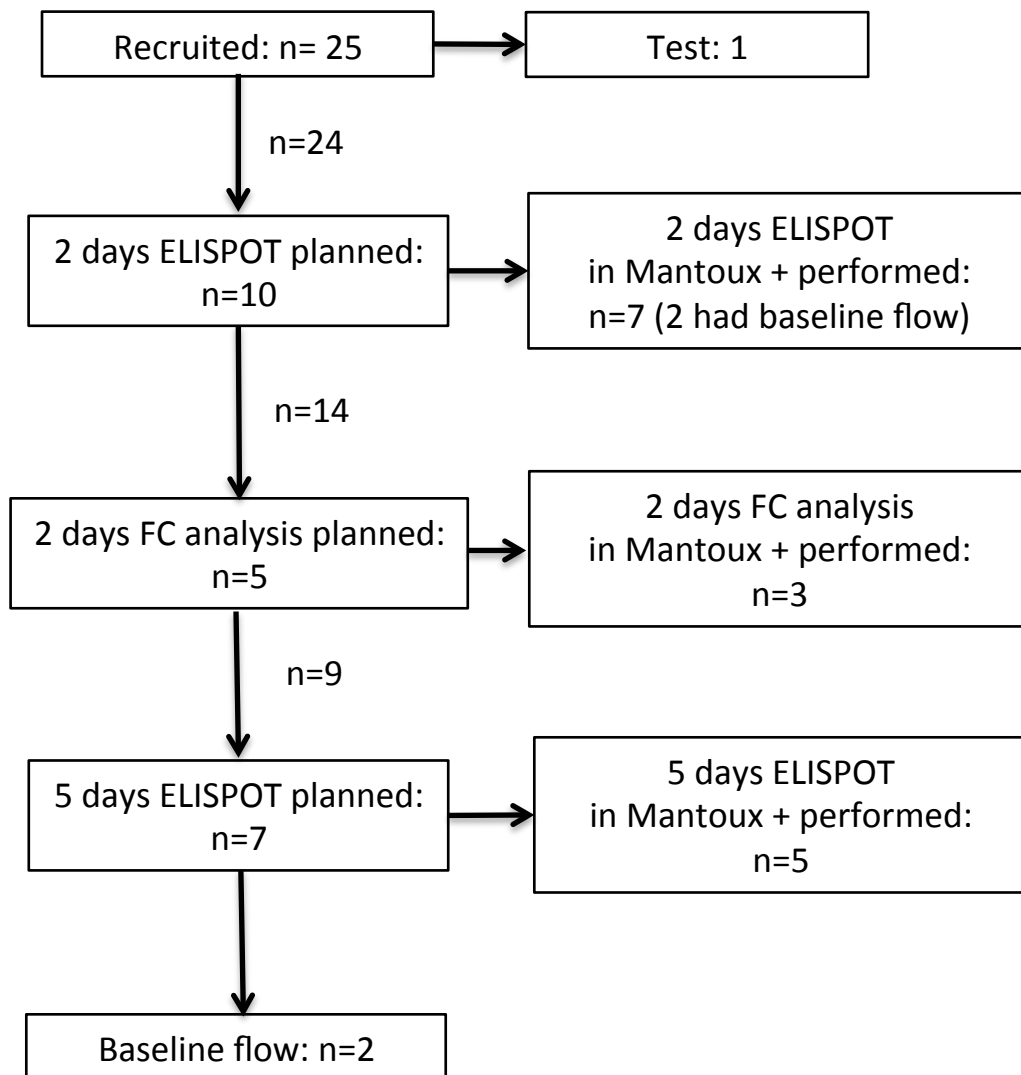 Recruited: n= 25
Test: 1
n=24
2 days ELISPOT planned:
n=10
2 days ELISPOT
in Mantoux + performed:
n=7 (2 had baseline flow)
n=14
2 days FC analysis planned:
n=5
2 days FC analysis
in Mantoux + performed:
n=3
n=9
5 days ELISPOT planned:
n=7
5 days ELISPOT
in Mantoux + performed:
n=5
Baseline flow: n=2